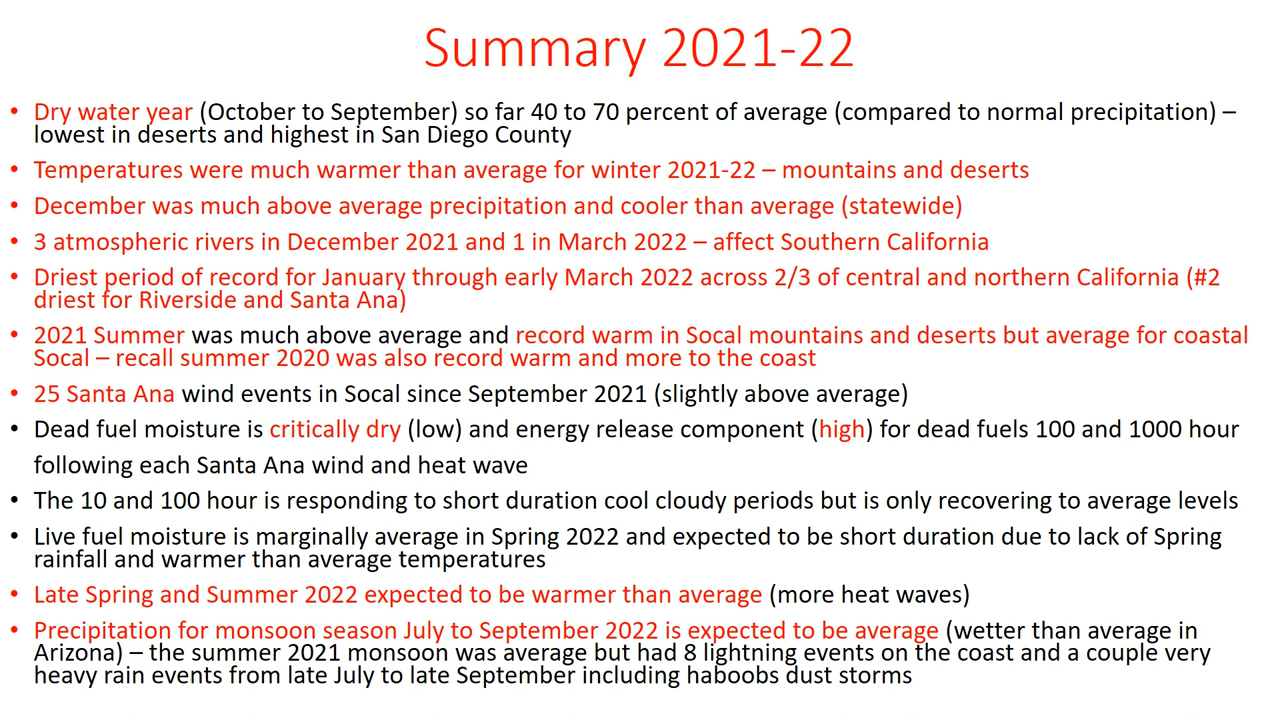 Summary 2021-22
• Dry water year (October to September) so far 40 to 70 percent of average (compared to normal precipitation) –
lowest in deserts and highest in San Diego County
• Temperatures were much warmer than average for winter 2021-22 – mountains and deserts
• December was much above average precipitation and cooler than average (statewide)
• 3 atmospheric rivers in December 2021 and 1 in March 2022 – affect Southern California
• Driest period of record for January through early March 2022 across 2/3 of central and northern California (#2
driest for Riverside and Santa Ana)
• 2021 Summer was much above average and record warm in Socal mountains and deserts but average for coastal
Socal – recall summer 2020 was also record warm and more to the coast
• 25 Santa Ana wind events in Socal since September 2021 (slightly above average)
• Dead fuel moisture is critically dry (low) and energy release component (high) for dead fuels 100 and 1000 hour
following each Santa Ana wind and heat wave
• The 10 and 100 hour is responding to short duration cool cloudy periods but is only recovering to average levels
• Live fuel moisture is marginally average in Spring 2022 and expected to be short duration due to lack of Spring
rainfall and warmer than average temperatures
• Late Spring and Summer 2022 expected to be warmer than average (more heat waves)
• Precipitation for monsoon season July to September 2022 is expected to be average (wetter than average in
Arizona) – the summer 2021 monsoon was average but had 8 lightning events on the coast and a couple very
heavy rain events from late July to late September including haboobs dust storms